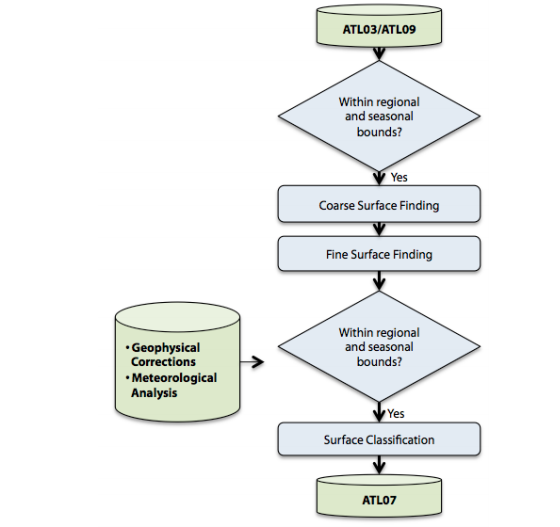 ATL03/ATL09
Within regional
and seasonal
bounds?
Yes
Coarse Surface Finding
Fine Surface Finding
Within regional
and seasonal
bounds?
• Geophysical
Corrections
• Meteorological
Analysis
Yes
Surface Classification
ATL07